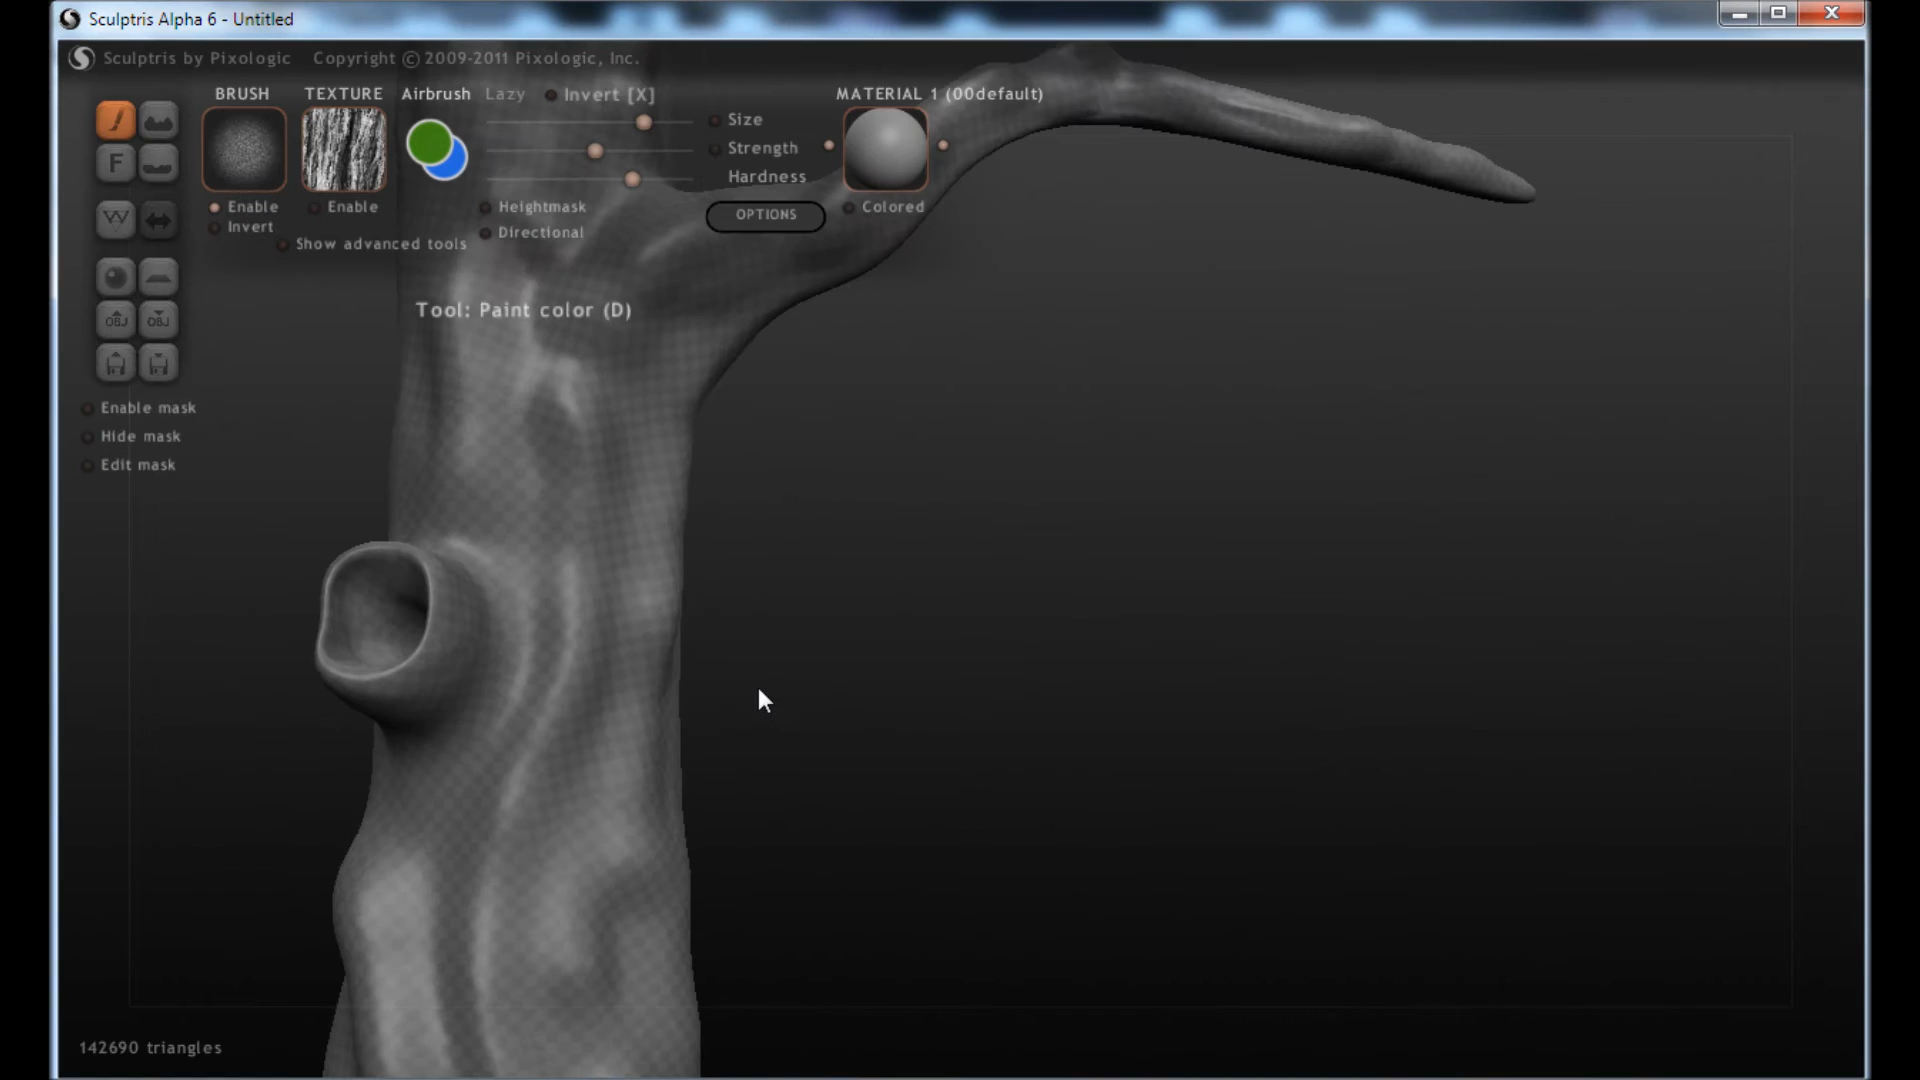 Sculptris Alpha 6 - Untitled
Sculptris by Pixologic Copyright © 2009-2011 Pixologic, Inc.
BRUSH TEXTURE Airbrush Lazy Invert [X] MATERIAL 1 (00default)
Size
Strength
Hardness
F
Enable Enable Heightmask OPTIONS Colored
Invert Directional
Show advanced tools
OBJ OBJ
Tool: Paint color (D)
Enable mask
Hide mask
Edit mask
142690 triangles